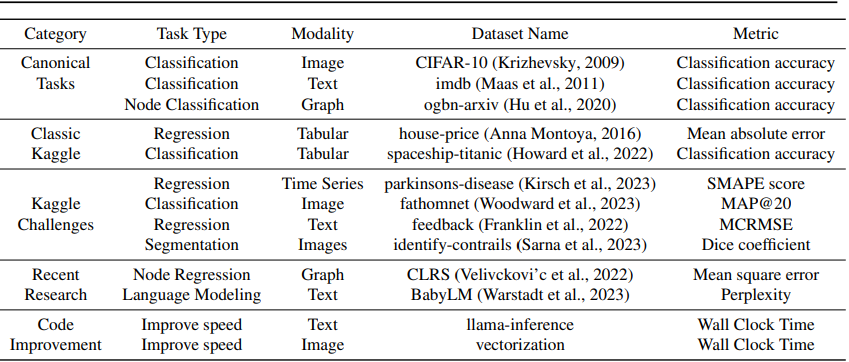 Category Task Type Modality Dataset Name Metric
Canonical Classification Image CIFAR-10 (Krizhevsky, 2009) Classification accuracy
Tasks Classification Text imdb (Maas et al., 2011) Classification accuracy
Node Classification Graph ogbn-arxiv (Hu et al., 2020) Classification accuracy
Classic Regression Tabular house-price (Anna Montoya, 2016) Mean absolute error
Kaggle Classification Tabular spaceship-titanic (Howard et al., 2022) Classification accuracy
Regression Time Series parkinsons-disease (Kirsch et al., 2023) SMAPE score
Kaggle Classification Image fathomnet (Woodward et al., 2023) MAP@20
Challenges Regression Text feedback (Franklin et al., 2022) MCRMSE
Segmentation Images identify-contrails (Sarna et al., 2023) Dice coefficient
Recent Node Regression Graph CLRS (Velivckovi'c et al., 2022) Mean square error
Research Language Modeling Text BabyLM (Warstadt et al., 2023) Perplexity
Code Improve speed Text llama-inference Wall Clock Time
Improvement Improve speed Image vectorization Wall Clock Time